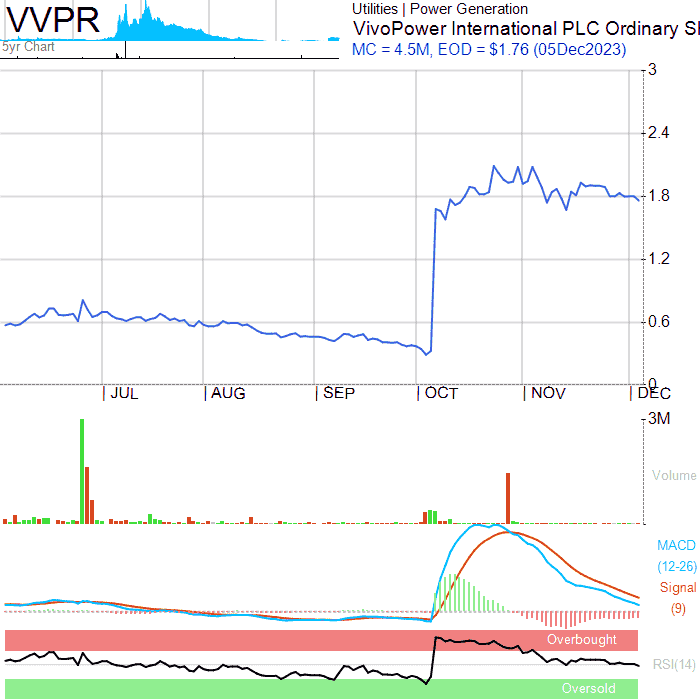 VVPR
5yr Chart
Utilities | Power Generation
VivoPower International PLC Ordinary S
MC = 4.5M, EOD = $1.76 (05Dec2023)
3
2.4
1.8
1.2
0.6
0
JUL AUG SEP OCT NOV DEC
3M
Volume
MACD
(12-26)
Signal
(9)
Overbought
RSI(14)
Oversold